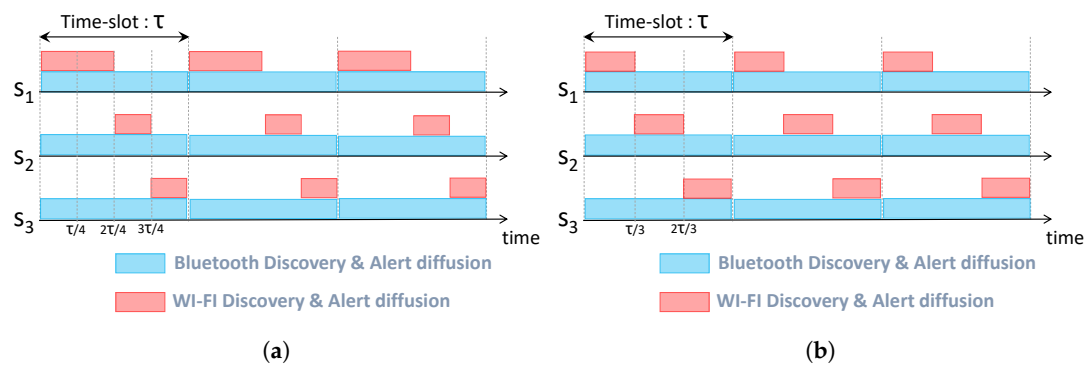 Time-slot : τ
S1
S2
S3
τ/4 2τ/4 3τ/4
time
Bluetooth Discovery & Alert diffusion
WI-FI Discovery & Alert diffusion
(a)
Time-slot : τ
S1
S2
S3
τ/3 2τ/3
time
Bluetooth Discovery & Alert diffusion
WI-FI Discovery & Alert diffusion
(b)